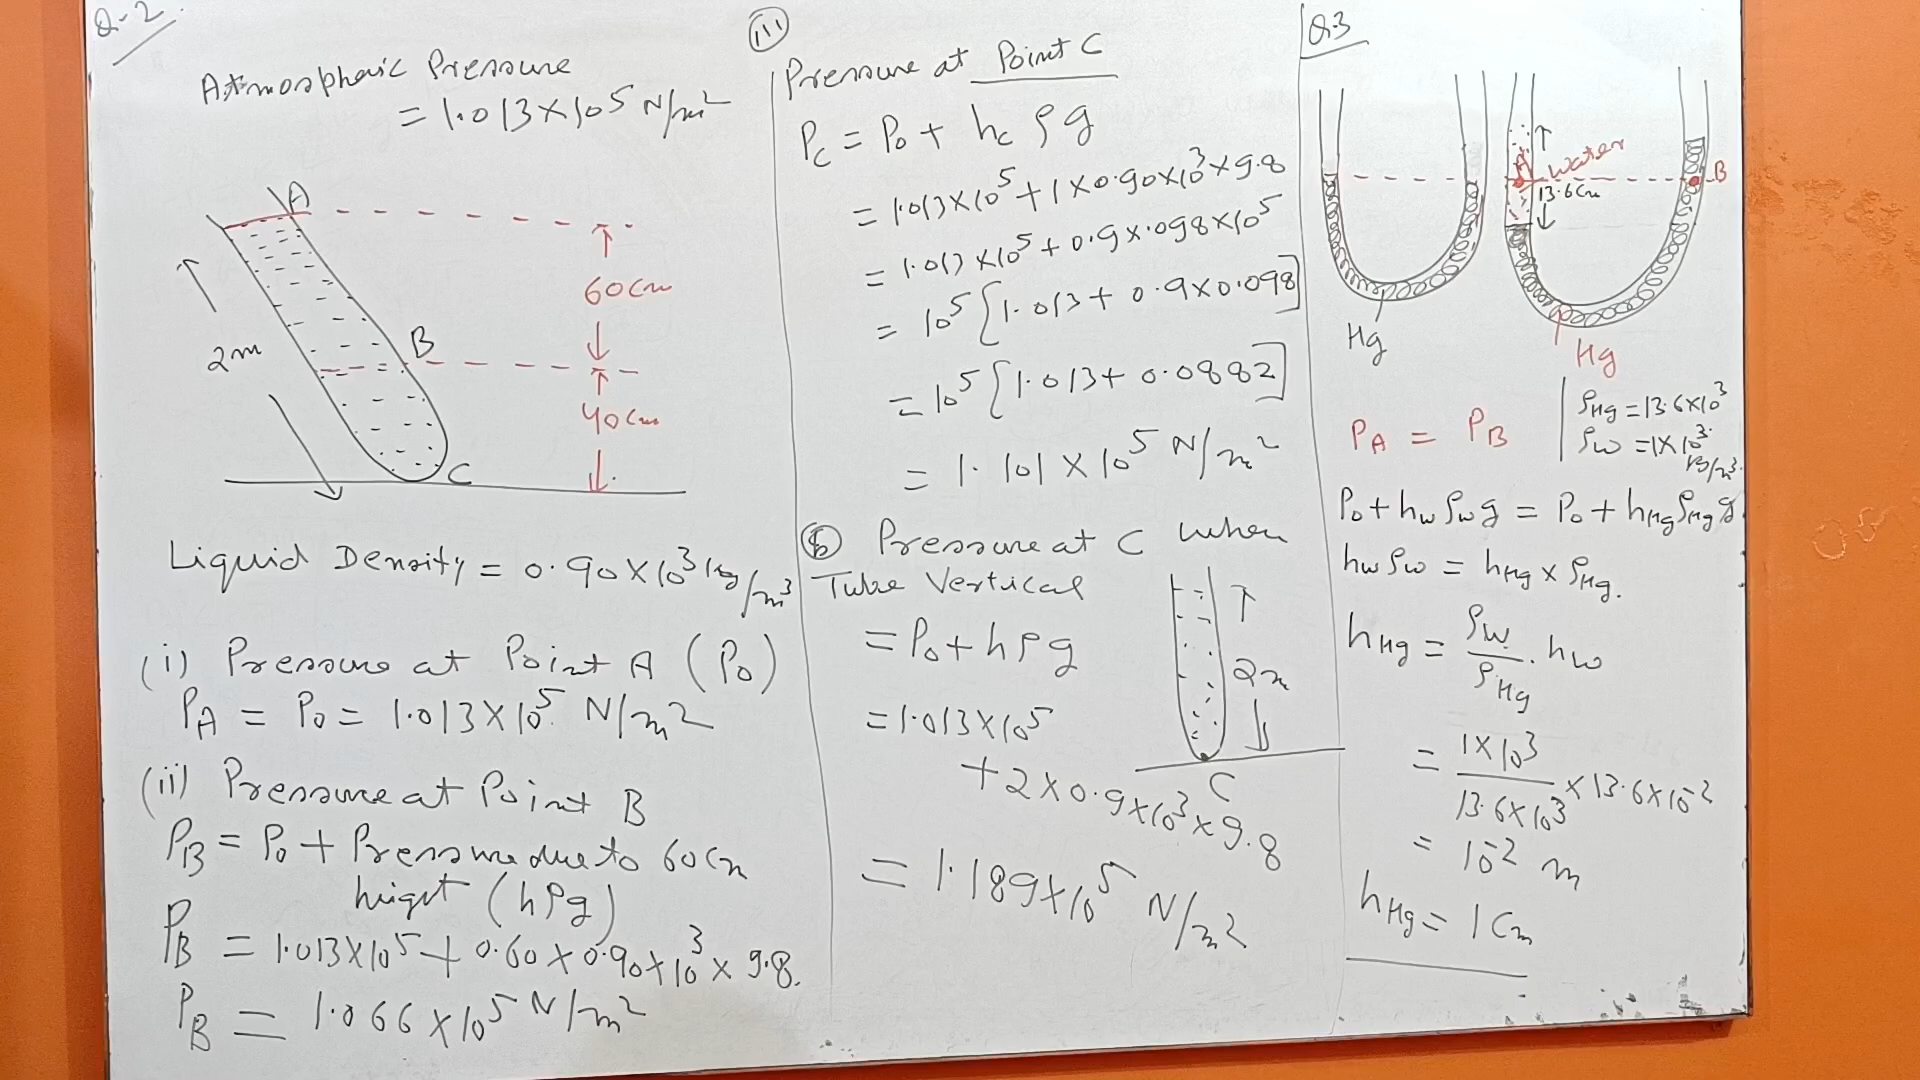 Q.2
Atmospheric Pressure
= 1.013×10⁵ N/m²
A
60cm
2m
B
40cm
C
Liquid Density = 0.90×10³ kg/m³
(i) Pressure at Point A (P₀)
P_A = P₀ = 1.013×10⁵ N/m²
(ii) Pressure at Point B
P_B = P₀ + Pressure due to 60cm
height (hρg)
P_B = 1.013×10⁵ + 0.60×0.90×10³×9.8.
P_B = 1.066×10⁵ N/m²
(iii)
Pressure at Point C
P_C = P₀ + h_c ρg
= 1.013×10⁵ + 1×0.90×10³×9.8
= 1.013×10⁵ + 0.9×.098×10⁵
= 10⁵ [1.013 + 0.9×0.098]
= 10⁵ [1.013 + 0.0882]
= 1.101×10⁵ N/m²
(b) Pressure at C when
Tube Vertical
= P₀ + hρg
2m
= 1.013×10⁵
C
+ 2×0.9×10³×9.8
= 1.189×10⁵ N/m²
Q.3
A water
B
13.6cm
Hg
Hg
P_A = P_B
ρ_Hg = 13.6×10³
ρ_w = 1×10³ kg/m³
P₀ + h_w ρ_w g = P₀ + h_Hg ρ_Hg g
h_w ρ_w = h_Hg × ρ_Hg.
h_Hg = ρ_w/ρ_Hg . h_w
= 1×10³/13.6×10³ × 13.6×10⁻²
= 10⁻² m
h_Hg = 1 cm